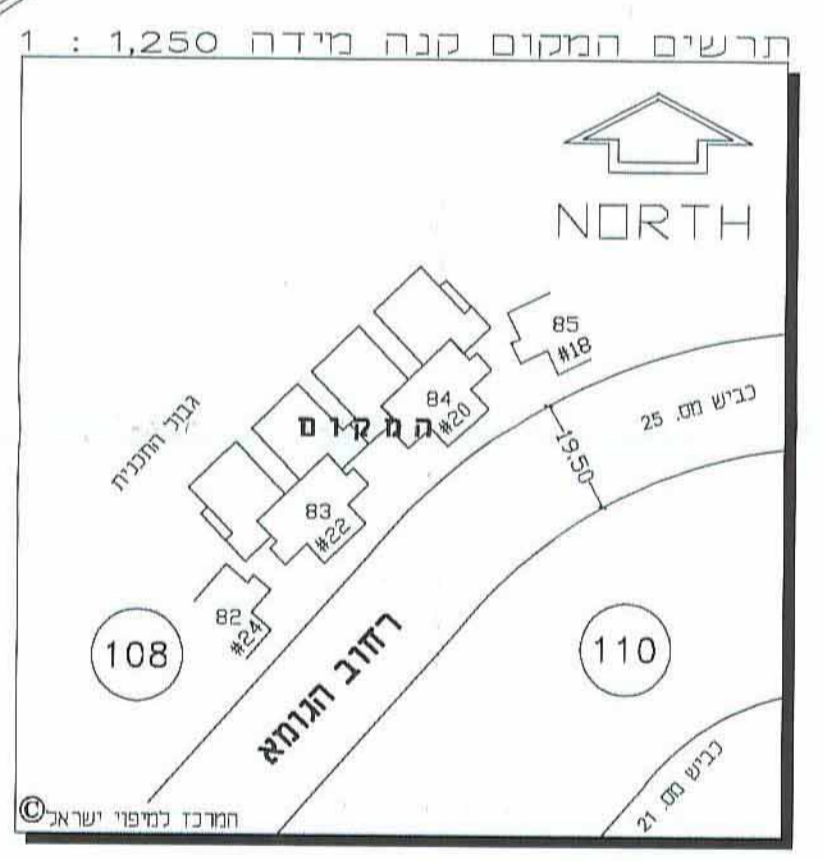 תרשים המקום קנה מידה 1,250 : 1
NORTH
85
#18
כביש מס. 25
84
#20
המקום
גבול התכנית
19.50
83
#22
82
#24
108
רחוב הגומא
110
כביש מס. 21
המרכז למיפוי ישראל©